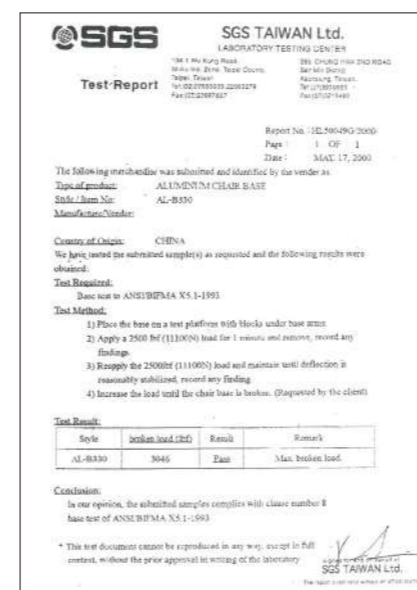 SGS
SGS TAIWAN Ltd.
LABORATORY TESTING CENTER
Test Report
Report No.: HL50049G/2000
Page : 1 OF 1
Date : MAY. 17, 2000
The following merchandise was submitted and identified by the vender as
Type of product: ALUMINUM CHAIR BASE
Style / Item No: AL-B330
Manufacture/Vender:
Country of Origin: CHINA
We have tested the submitted sample(s) as requested and the following results were
obtained:
Test Required:
Base test to ANSI/BIFMA X5.1-1993
Test Method:
1) Place the base on a test platform with blocks under base arms.
2) Apply a 2500 lbf (11100N) load for 1 minute and remove, record any
findings.
3) Reapply the 2500lbf (11100N) load and maintain until deflection is
reasonably stabilized, record any finding.
4) Increase the load until the chair base is broken. (Requested by the client)
Test Result:
Style broken load (lbf) Result Remark
AL-B330 3046 Pass Max. broken load.
Conclusion:
In our opinion, the submitted samples complies with clause number 8
base test of ANSI/BIFMA X5.1-1993
* This test document cannot be reproduced in any way, except in full
context, without the prior approval in writing of the laboratory
SGS TAIWAN Ltd.